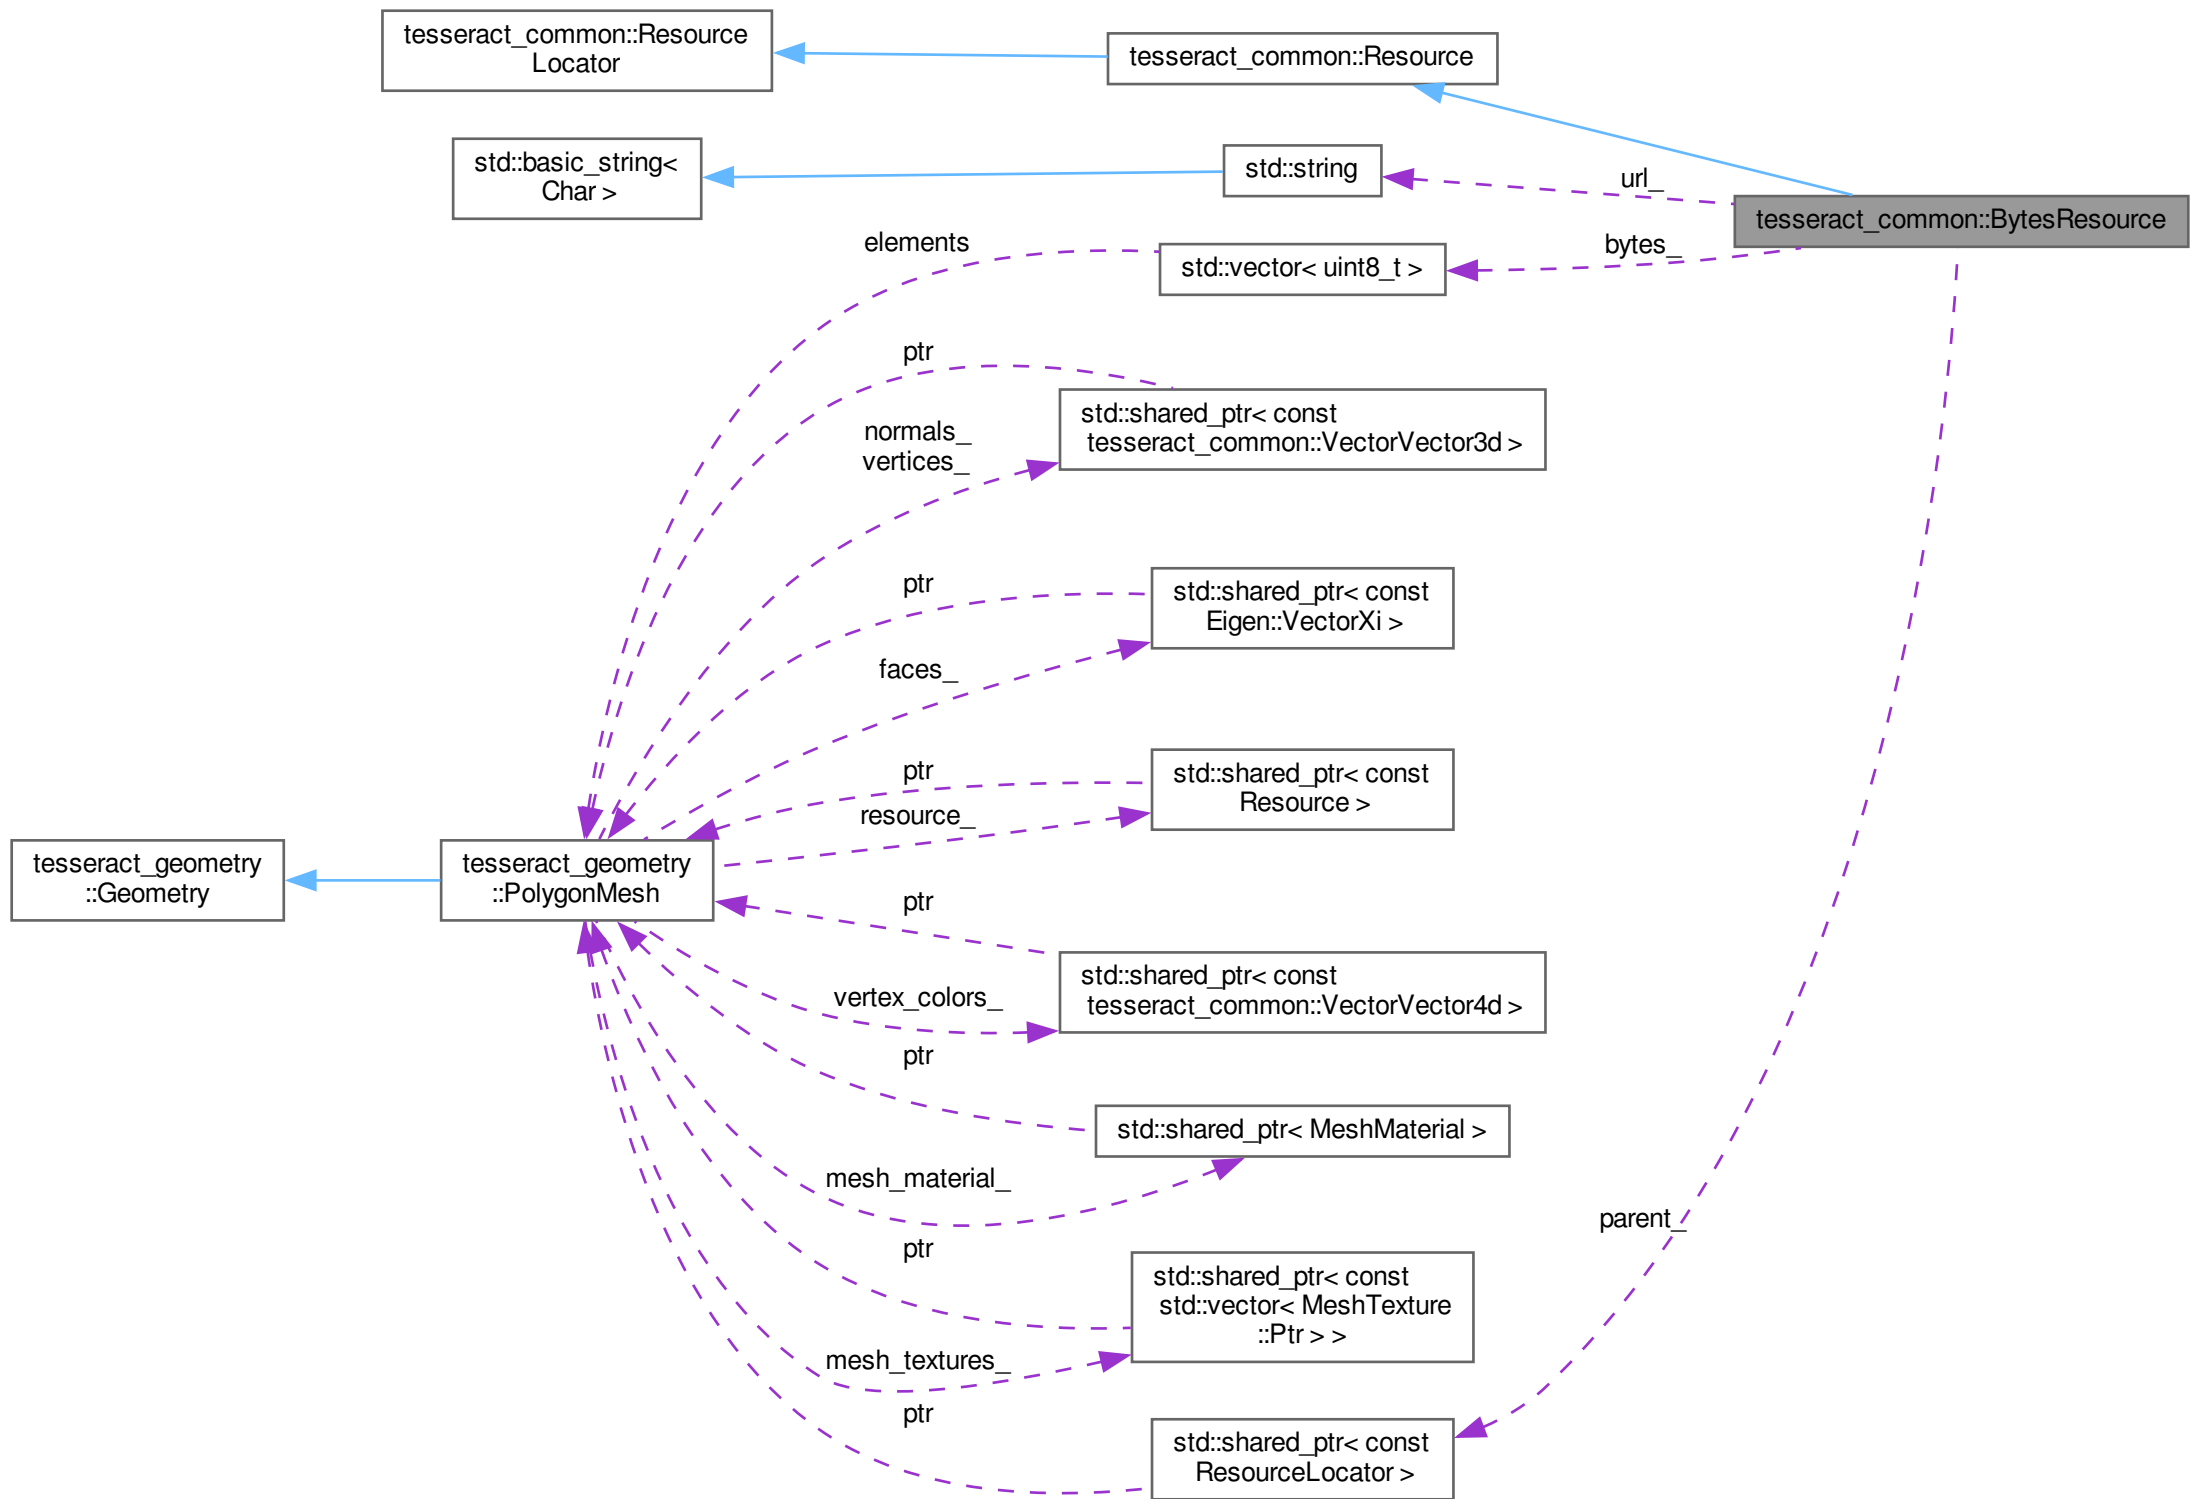 tesseract_common::Resource
Locator
tesseract_common::Resource
std::basic_string<
Char >
std::string
url_
tesseract_common::BytesResource
elements
std::vector< uint8_t >
bytes_
ptr
std::shared_ptr< const
tesseract_common::VectorVector3d >
normals_
vertices_
ptr
std::shared_ptr< const
Eigen::VectorXi >
faces_
ptr
std::shared_ptr< const
Resource >
resource_
tesseract_geometry
::Geometry
tesseract_geometry
::PolygonMesh
ptr
std::shared_ptr< const
tesseract_common::VectorVector4d >
vertex_colors_
ptr
std::shared_ptr< MeshMaterial >
mesh_material_
parent_
ptr
std::shared_ptr< const
std::vector< MeshTexture
::Ptr > >
mesh_textures_
ptr
std::shared_ptr< const
ResourceLocator >